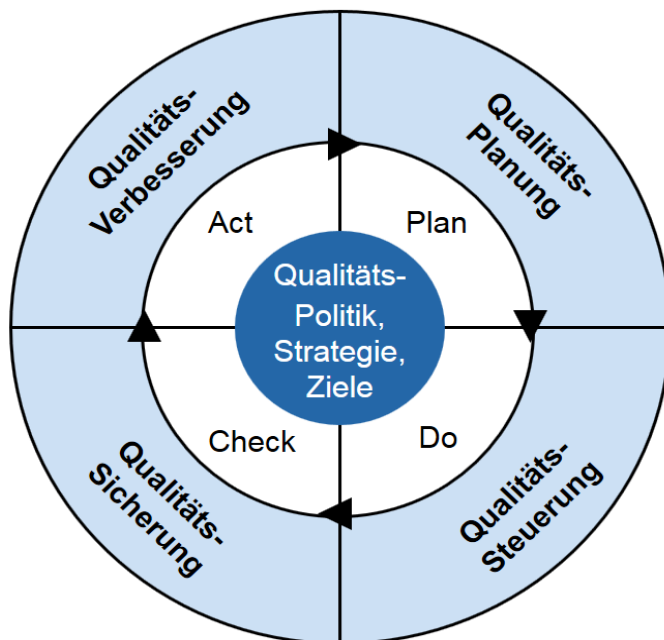 Qualitäts-
Verbesserung
Qualitäts-
Planung
Act
Plan
Qualitäts-
Politik,
Strategie,
Ziele
Check
Do
Qualitäts-
Sicherung
Qualitäts-
Steuerung